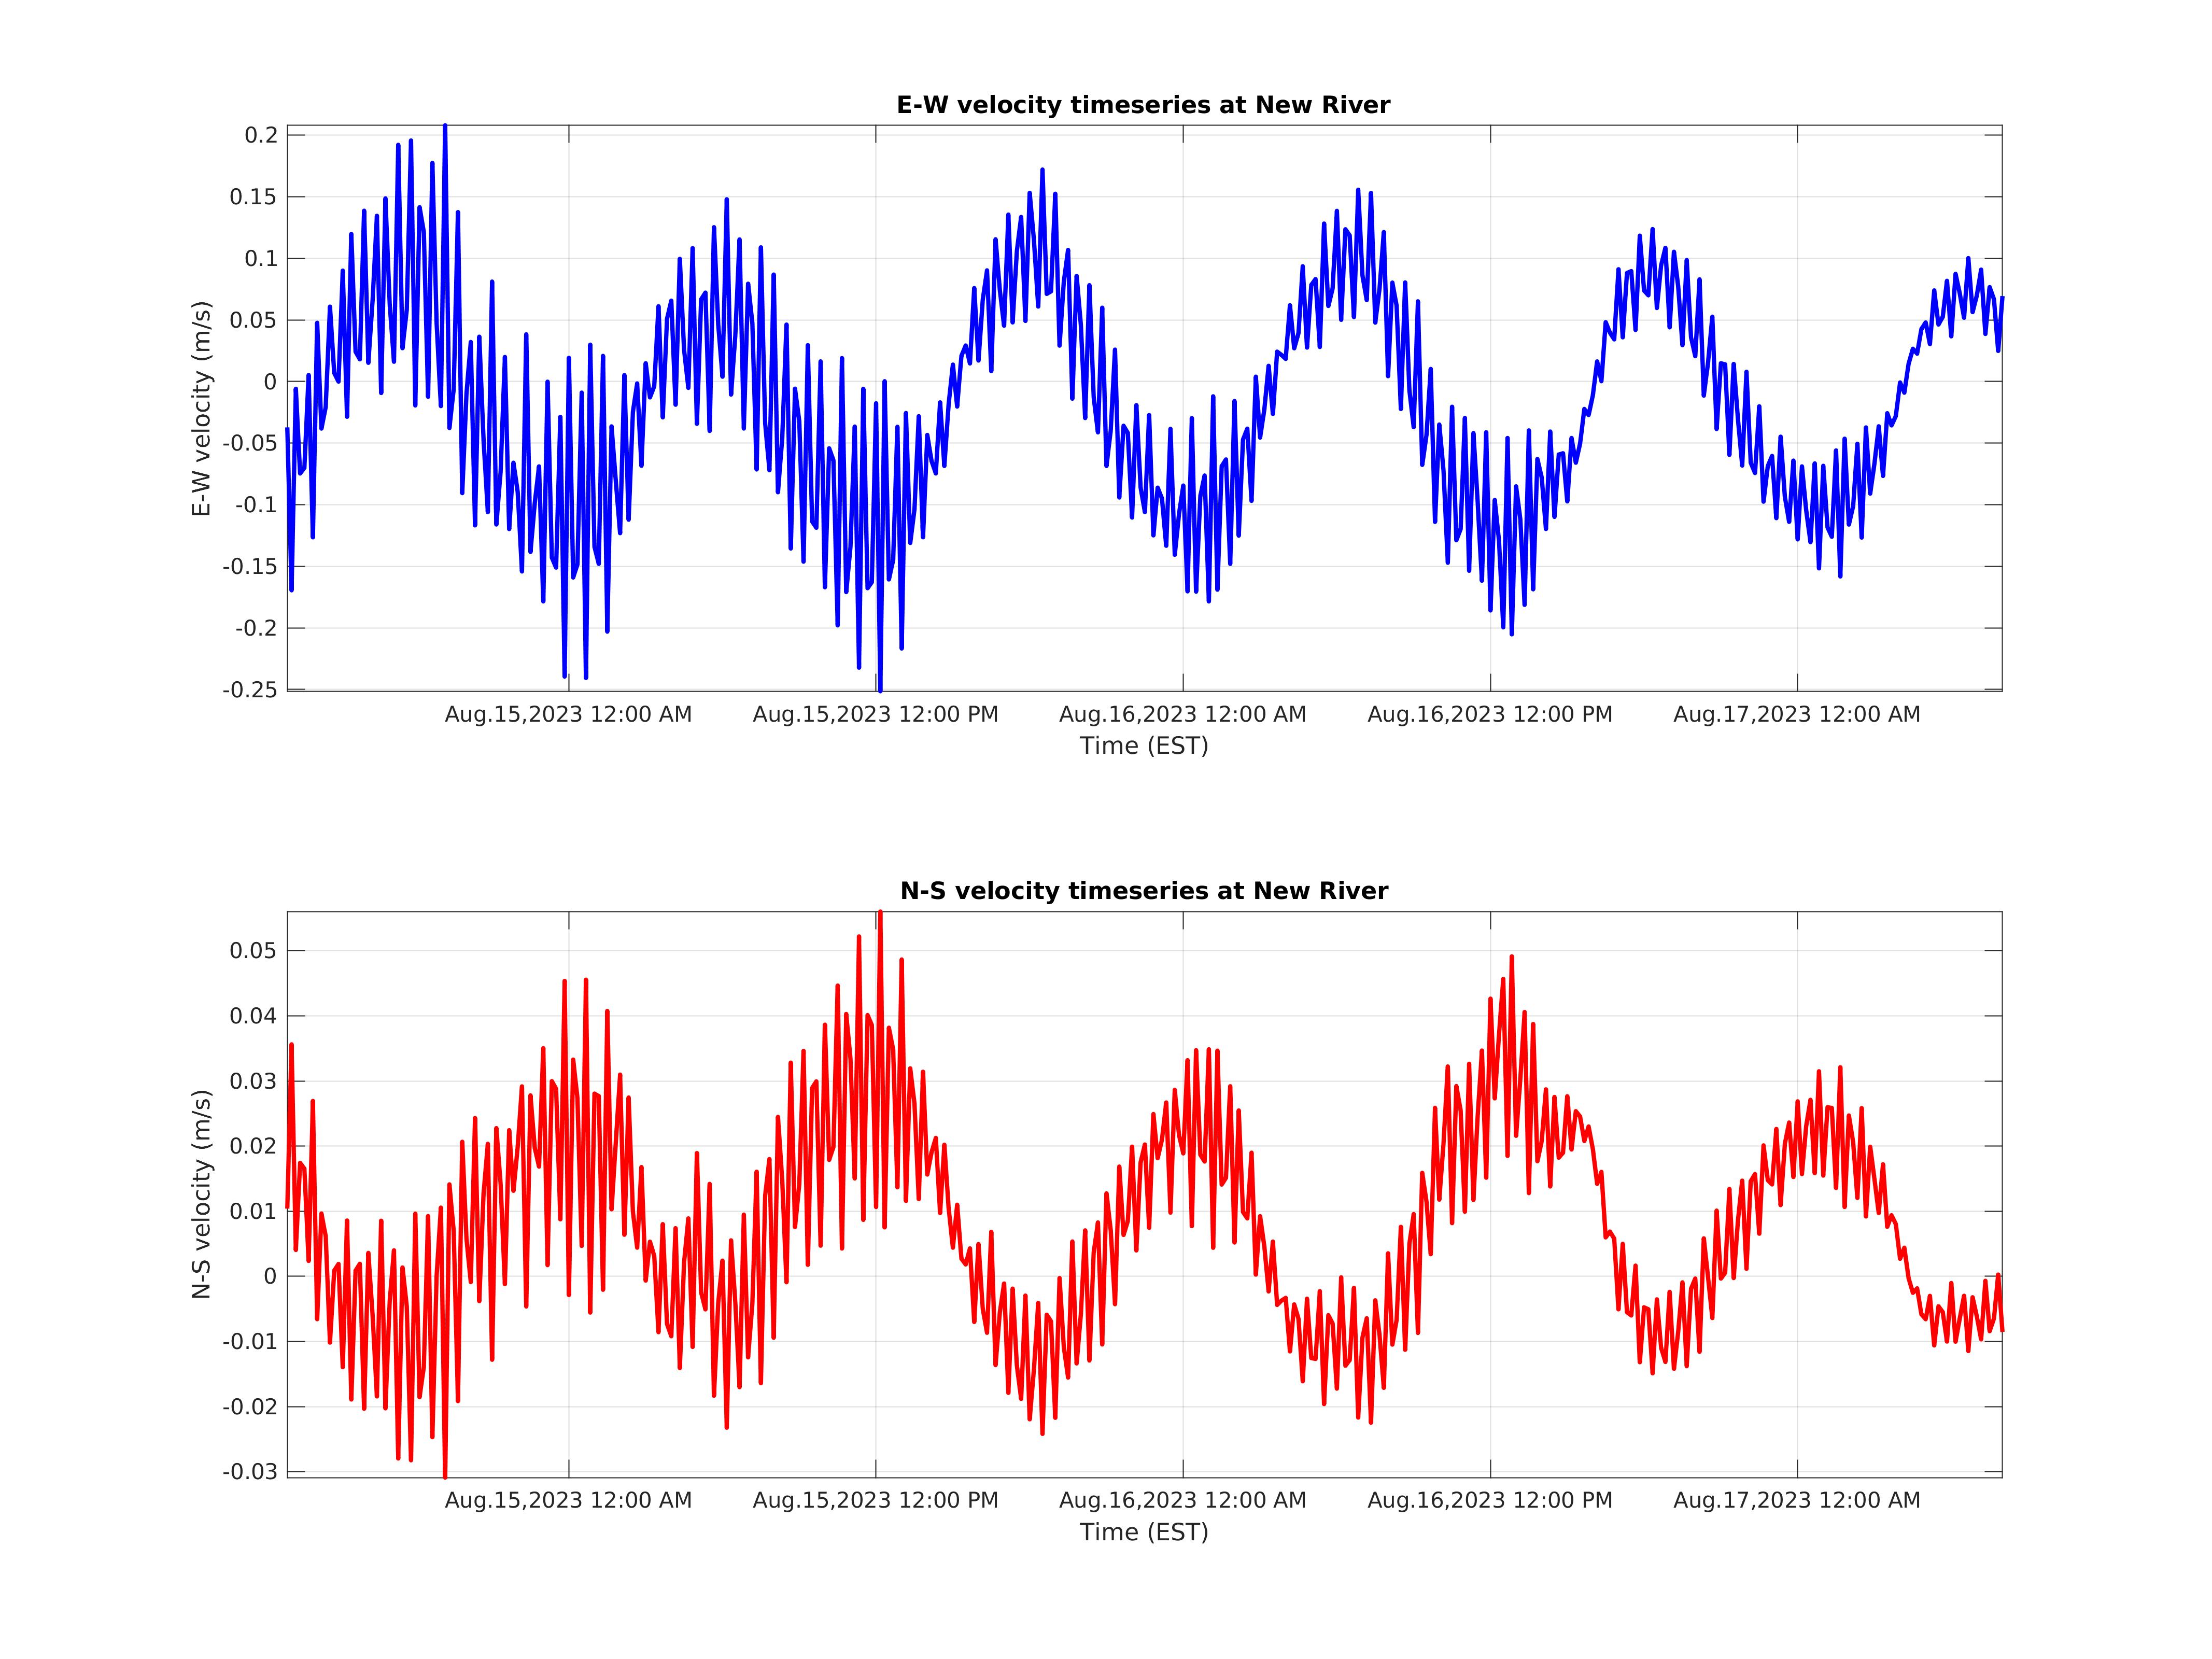 E-W velocity timeseries at New River
0.2
0.15
0.1
0.05
0
-0.05
-0.1
-0.15
-0.2
-0.25
E-W velocity (m/s)
Aug.15,2023 12:00 AM Aug.15,2023 12:00 PM Aug.16,2023 12:00 AM Aug.16,2023 12:00 PM Aug.17,2023 12:00 AM
Time (EST)
N-S velocity timeseries at New River
0.05
0.04
0.03
0.02
0.01
0
-0.01
-0.02
-0.03
N-S velocity (m/s)
Aug.15,2023 12:00 AM Aug.15,2023 12:00 PM Aug.16,2023 12:00 AM Aug.16,2023 12:00 PM Aug.17,2023 12:00 AM
Time (EST)